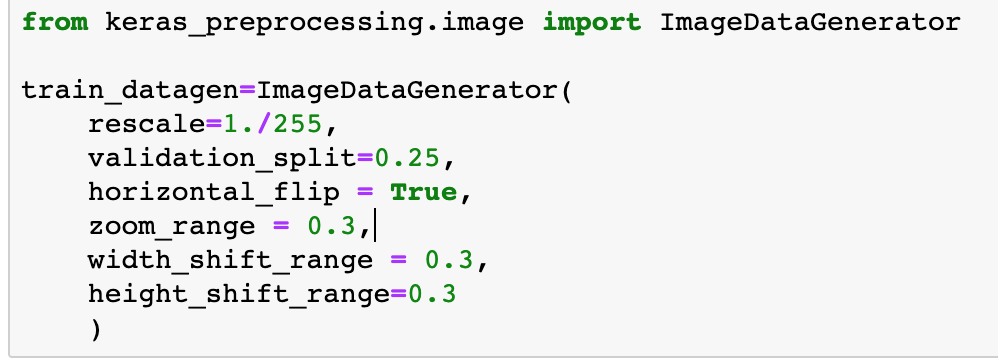 from keras_preprocessing.image import ImageDataGenerator
train_datagen=ImageDataGenerator(
    rescale=1./255,
    validation_split=0.25,
    horizontal_flip = True,
    zoom_range = 0.3,
    width_shift_range = 0.3,
    height_shift_range=0.3
    )